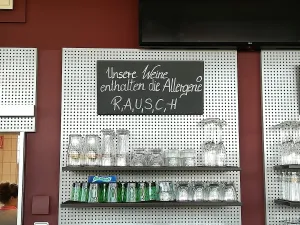 Unsere Weine
enthalten die Allergene
R,A,U,S,C,-H